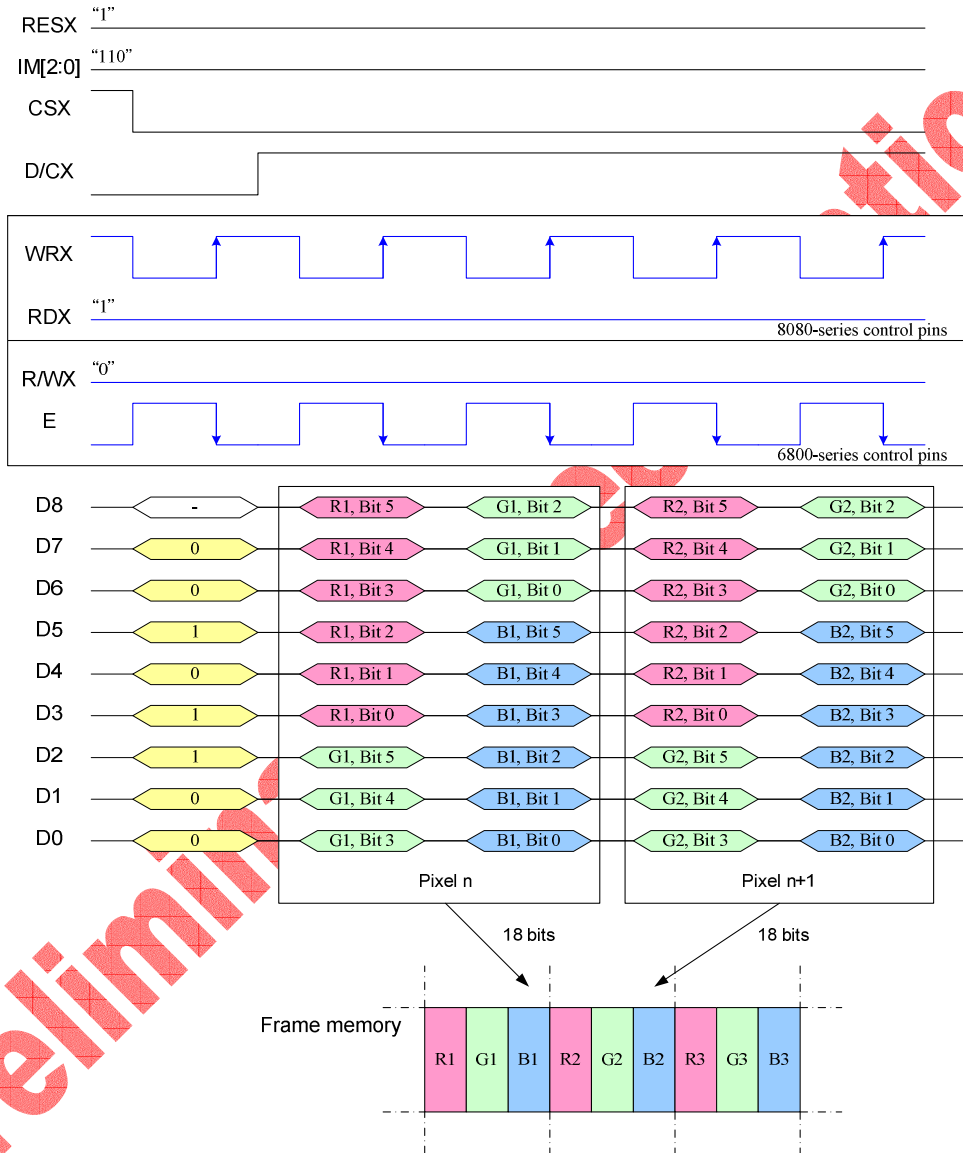 RESX “1”
IM[2:0] “110”
CSX
D/CX
WRX
RDX “1”
8080-series control pins
R/WX “0”
E
6800-series control pins
D8 - R1, Bit 5 G1, Bit 2 R2, Bit 5 G2, Bit 2
D7 0 R1, Bit 4 G1, Bit 1 R2, Bit 4 G2, Bit 1
D6 0 R1, Bit 3 G1, Bit 0 R2, Bit 3 G2, Bit 0
D5 1 R1, Bit 2 B1, Bit 5 R2, Bit 2 B2, Bit 5
D4 0 R1, Bit 1 B1, Bit 4 R2, Bit 1 B2, Bit 4
D3 1 R1, Bit 0 B1, Bit 3 R2, Bit 0 B2, Bit 3
D2 1 G1, Bit 5 B1, Bit 2 G2, Bit 5 B2, Bit 2
D1 0 G1, Bit 4 B1, Bit 1 G2, Bit 4 B2, Bit 1
D0 0 G1, Bit 3 B1, Bit 0 G2, Bit 3 B2, Bit 0
Pixel n Pixel n+1
18 bits 18 bits
Frame memory
R1 G1 B1 R2 G2 B2 R3 G3 B3